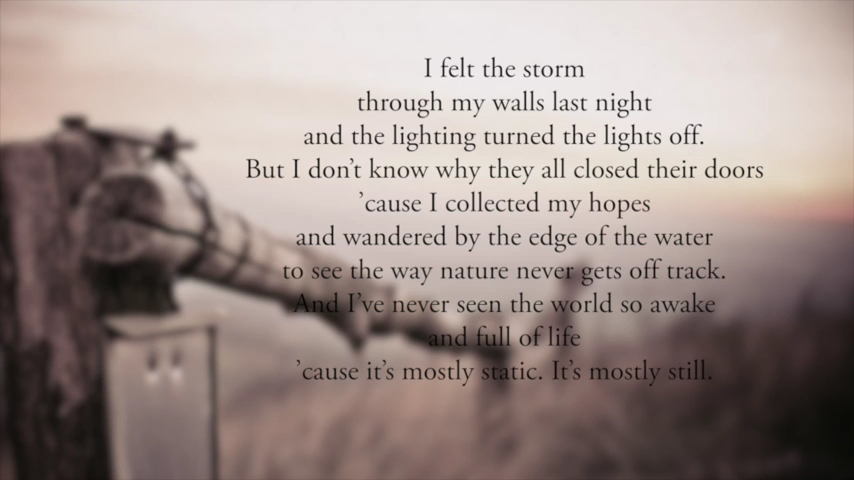 I felt the storm
through my walls last night
and the lighting turned the lights off.
But I don’t know why they all closed their doors
’cause I collected my hopes
and wandered by the edge of the water
to see the way nature never gets off track.
And I’ve never seen the world so awake
and full of life
’cause it’s mostly static. It’s mostly still.